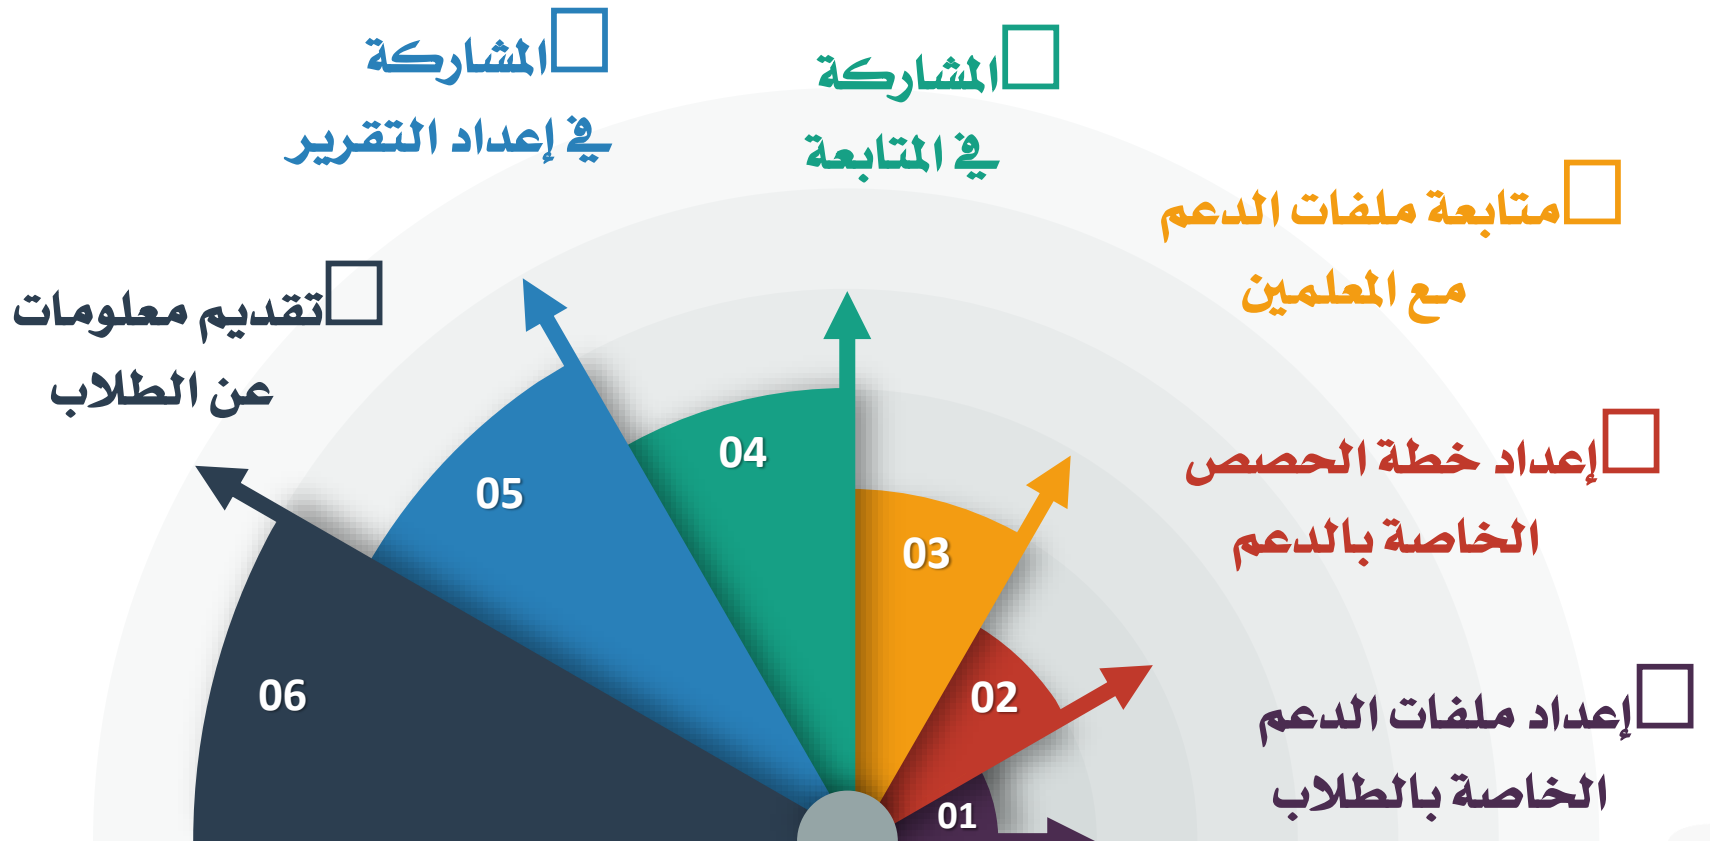 المشاركة
في إعداد التقرير
المشاركة
في المتابعة
متابعة ملفات الدعم
مع المعلمين
تقديم معلومات
عن الطلاب
إعداد خطة الحصص
الخاصة بالدعم
إعداد ملفات الدعم
الخاصة بالطلاب
04
05
03
06
02
01